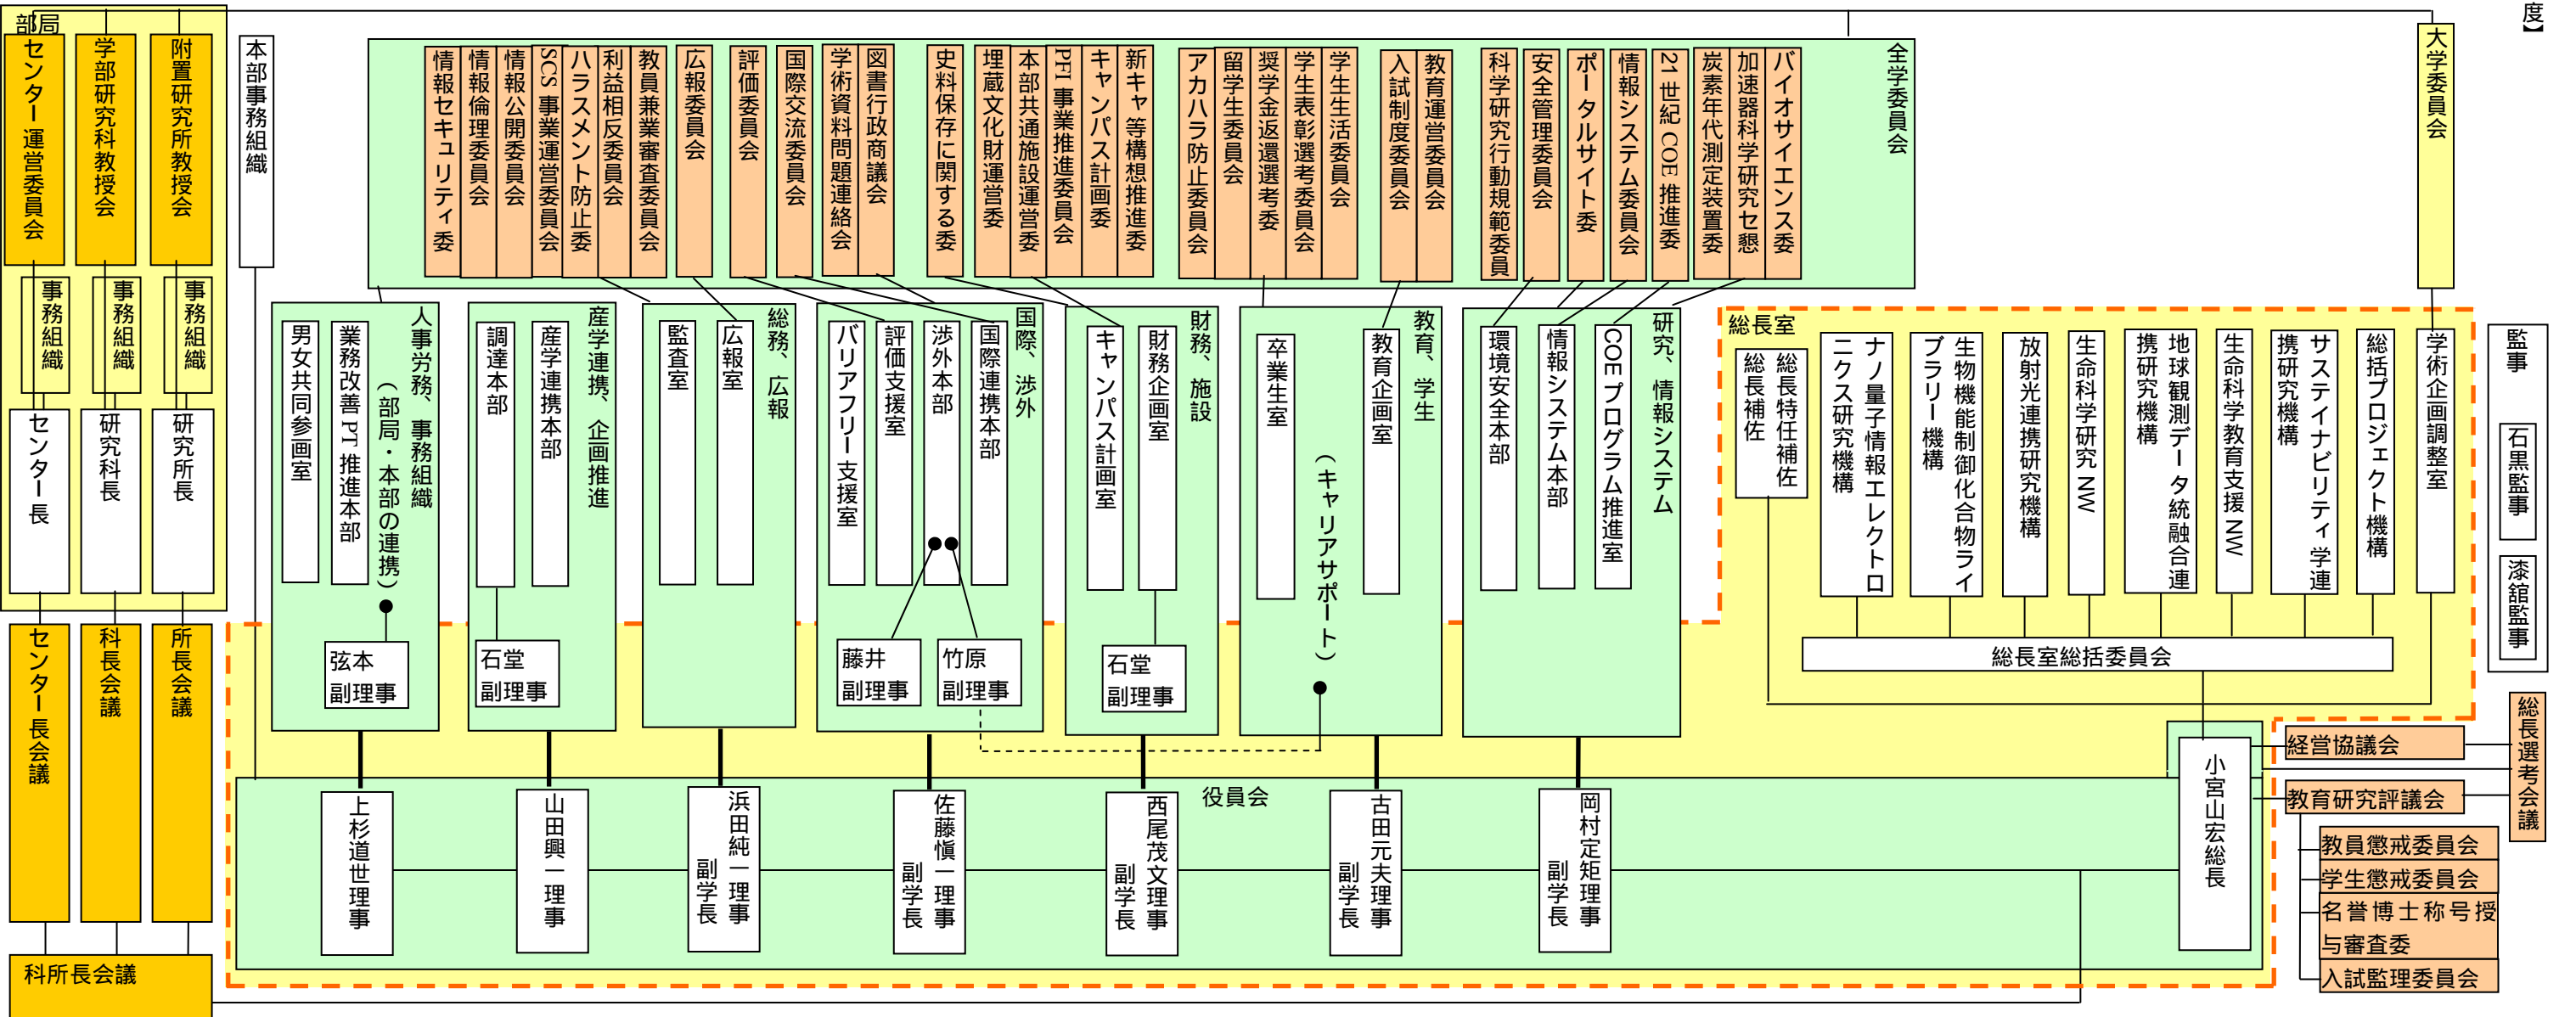 度】
部局
センター運営委員会
学部研究科教授会
附置研究所教授会
事務組織
事務組織
事務組織
センター長
研究科長
研究所長
センター長会議
科長会議
所長会議
科所長会議
本部事務組織
全学委員会
情報セキュリティ委
情報倫理委員会
情報公開委員会
SCS 事業運営委員会
ハラスメント防止委
利益相反委員会
教員兼業審査委員会
広報委員会
評価委員会
国際交流委員会
学術資料問題連絡会
図書行政商議会
史料保存に関する委
埋蔵文化財運営委
本部共通施設運営委
PFI 事業推進委員会
キャンパス計画委
新キャ等構想推進委
アカハラ防止委員会
留学生委員会
奨学金返還選考委
学生表彰選考委員会
学生生活委員会
入試制度委員会
教育運営委員会
科学研究行動規範委員
安全管理委員会
ポータルサイト委
情報システム委員会
21 世紀 COE 推進委
炭素年代測定装置委
加速器科学研究セ懇
バイオサイエンス委
大学委員会
人事労務、事務組織
（部局・本部の連携）
業務改善 PT 推進本部
男女共同参画室
弦本
副理事
産学連携、企画推進
産学連携本部
調達本部
石堂
副理事
総務、広報
広報室
監査室
国際、渉外
国際連携本部
渉外本部
評価支援室
バリアフリー支援室
藤井
副理事
竹原
副理事
財務、施設
財務企画室
キャンパス計画室
石堂
副理事
教育、学生
教育企画室
（キャリアサポート）
卒業生室
研究、情報システム
COE プログラム推進室
情報システム本部
環境安全本部
総長室
総長特任補佐
総長補佐
ナノ量子情報エレクトロ
ニクス研究機構
生物機能制御化合物ライ
ブラリー機構
放射光連携研究機構
生命科学研究 NW
地球観測データ統融合連
携研究機構
生命科学教育支援 NW
サステイナビリティ学連
携研究機構
総括プロジェクト機構
学術企画調整室
総長室総括委員会
監事
石黒監事
漆舘監事
役員会
上杉道世理事
山田興一理事
浜田純一理事
副学長
佐藤愼一理事
副学長
西尾茂文理事
副学長
古田元夫理事
副学長
岡村定矩理事
副学長
小宮山宏総長
経営協議会
教育研究評議会
総長選考会議
教員懲戒委員会
学生懲戒委員会
名誉博士称号授
与審査委
入試監理委員会